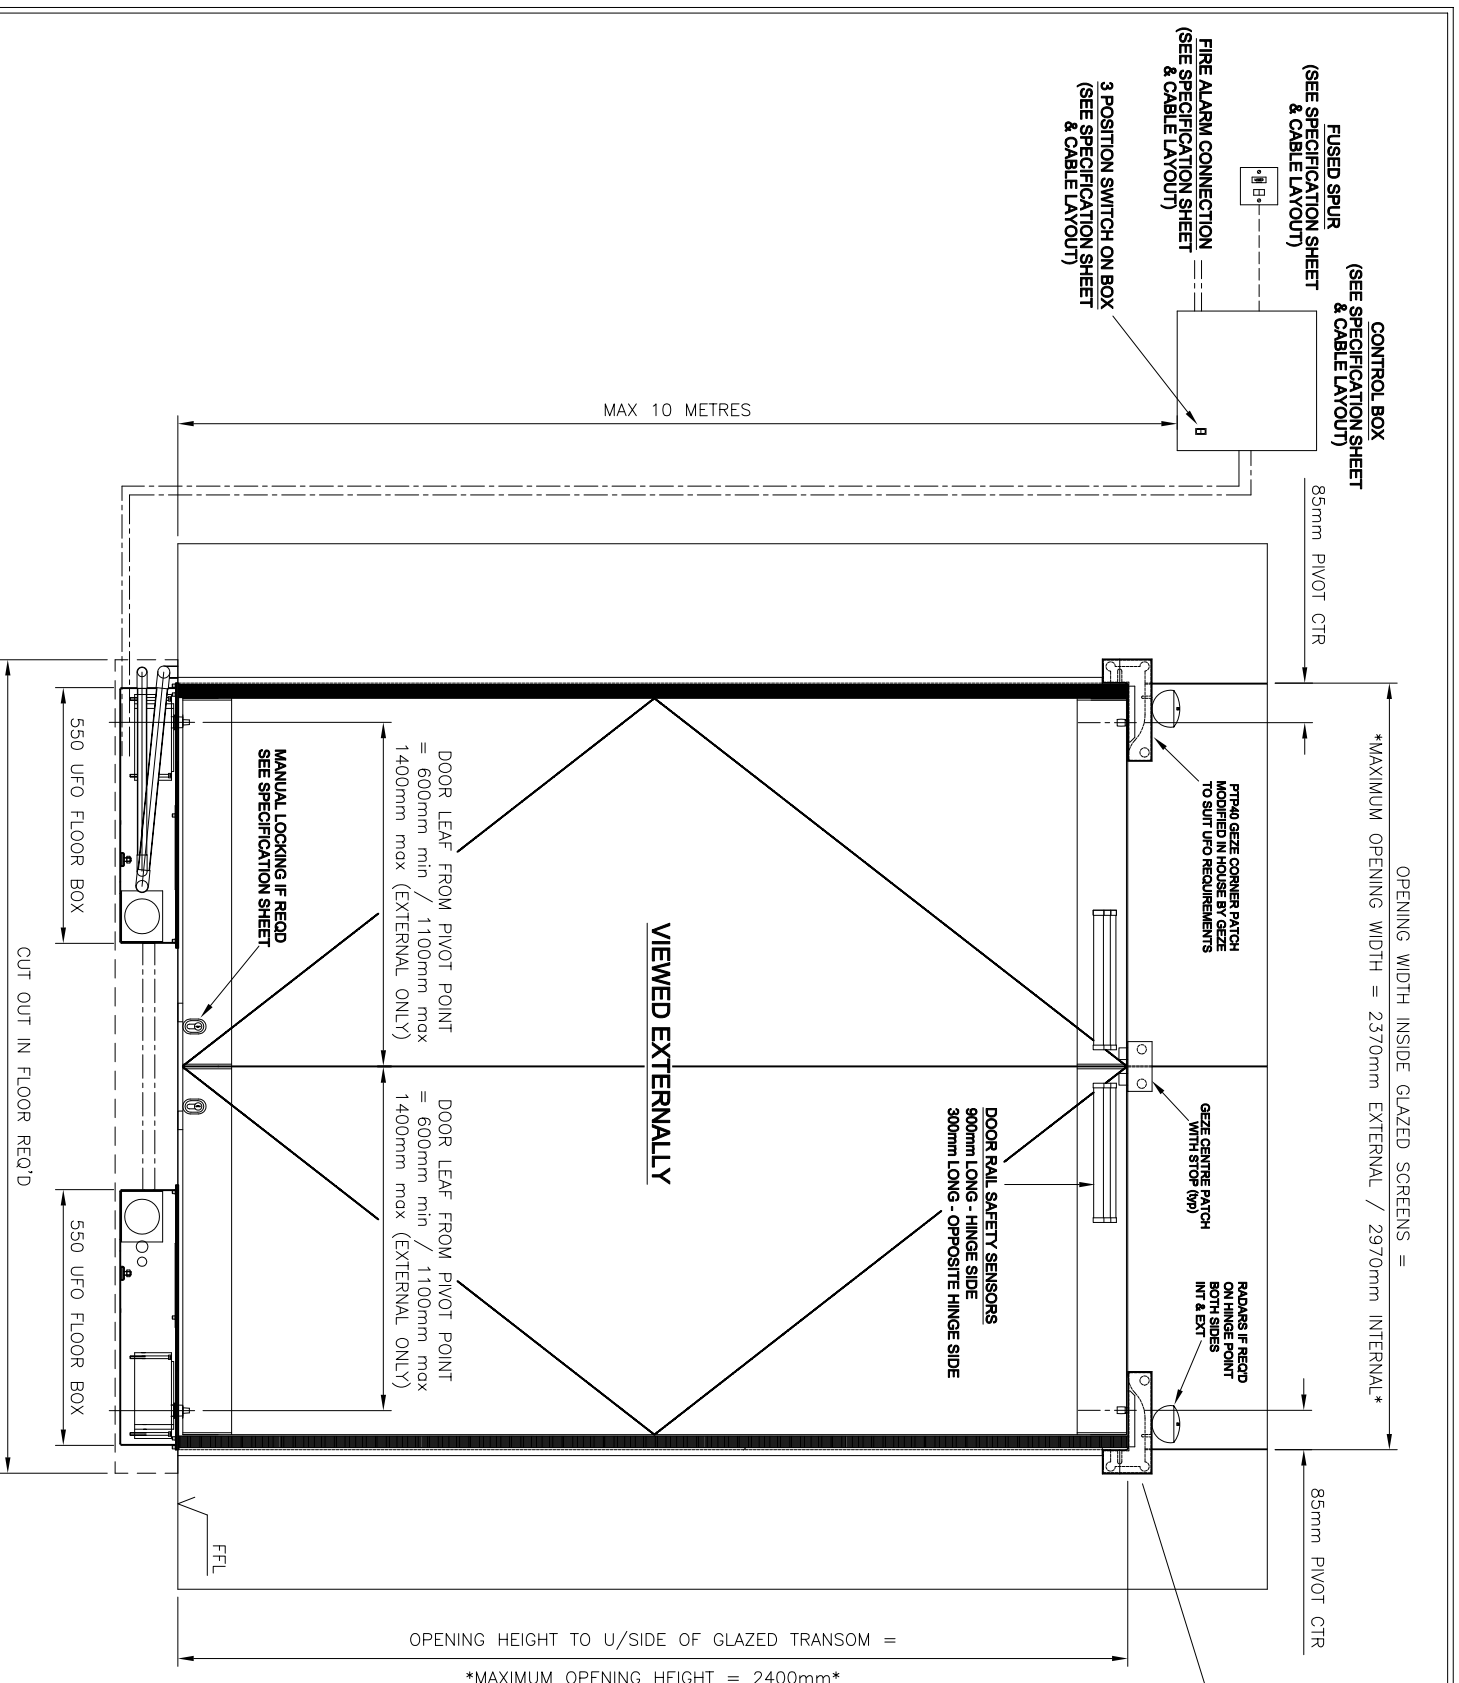 CONTROL BOX
(SEE SPECIFICATION SHEET
& CABLE LAYOUT)
FUSED SPUR
(SEE SPECIFICATION SHEET
& CABLE LAYOUT)
FIRE ALARM CONNECTION
(SEE SPECIFICATION SHEET
& CABLE LAYOUT)
3 POSITION SWITCH ON BOX
(SEE SPECIFICATION SHEET
& CABLE LAYOUT)
MAX 10 METRES
85mm PIVOT CTR
OPENING WIDTH INSIDE GLAZED SCREENS =
*MAXIMUM OPENING WIDTH = 2370mm EXTERNAL / 2970mm INTERNAL*
85mm PIVOT CTR
PTP40 GEZE CORNER PATCH
MODIFIED IN HOUSE BY GEZE
TO SUIT UFO REQUIREMENTS
GEZE CENTRE PATCH
WITH STOP (typ)
RADARS IF REQ'D
ON HINGE POINT
BOTH SIDES
INT & EXT
DOOR RAIL SAFETY SENSORS
900mm LONG - HINGE SIDE
300mm LONG - OPPOSITE HINGE SIDE
VIEWED EXTERNALLY
DOOR LEAF FROM PIVOT POINT
= 600mm min / 1100mm max
1400mm max (EXTERNAL ONLY)
DOOR LEAF FROM PIVOT POINT
= 600mm min / 1100mm max
1400mm max (EXTERNAL ONLY)
MANUAL LOCKING IF REQD
SEE SPECIFICATION SHEET
FFL
550 UFO FLOOR BOX
550 UFO FLOOR BOX
CUT OUT IN FLOOR REQ'D
OPENING HEIGHT TO U/SIDE OF GLAZED TRANSOM =
*MAXIMUM OPENING HEIGHT = 2400mm*